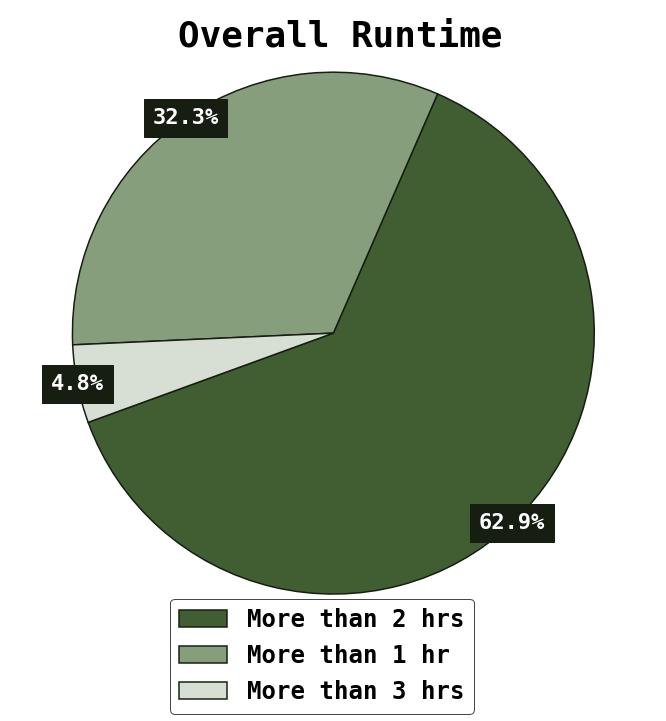 Overall Runtime
32.3%
4.8%
62.9%
More than 2 hrs
More than 1 hr
More than 3 hrs